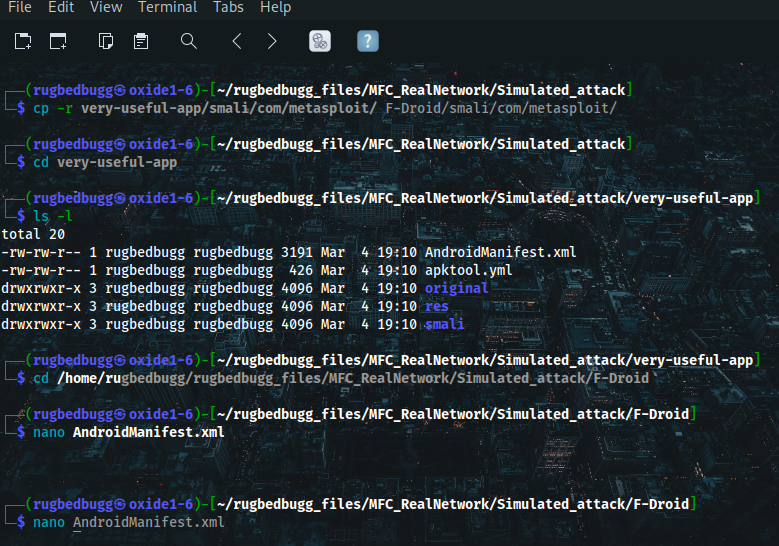 File Edit View Terminal Tabs Help
┌──(rugbedbugg㉿oxide1-6)-[~/rugbedbugg_files/MFC_RealNetwork/Simulated_attack]
└─$ cp -r very-useful-app/smali/com/metasploit/ F-Droid/smali/com/metasploit/
┌──(rugbedbugg㉿oxide1-6)-[~/rugbedbugg_files/MFC_RealNetwork/Simulated_attack]
└─$ cd very-useful-app
┌──(rugbedbugg㉿oxide1-6)-[~/rugbedbugg_files/MFC_RealNetwork/Simulated_attack/very-useful-app]
└─$ ls -l
total 20
-rw-rw-r-- 1 rugbedbugg rugbedbugg 3191 Mar  4 19:10 AndroidManifest.xml
-rw-rw-r-- 1 rugbedbugg rugbedbugg  426 Mar  4 19:10 apktool.yml
drwxrwxr-x 3 rugbedbugg rugbedbugg 4096 Mar  4 19:10 original
drwxrwxr-x 3 rugbedbugg rugbedbugg 4096 Mar  4 19:10 res
drwxrwxr-x 3 rugbedbugg rugbedbugg 4096 Mar  4 19:10 smali
┌──(rugbedbugg㉿oxide1-6)-[~/rugbedbugg_files/MFC_RealNetwork/Simulated_attack/very-useful-app]
└─$ cd /home/rugbedbugg/rugbedbugg_files/MFC_RealNetwork/Simulated_attack/F-Droid
┌──(rugbedbugg㉿oxide1-6)-[~/rugbedbugg_files/MFC_RealNetwork/Simulated_attack/F-Droid]
└─$ nano AndroidManifest.xml
┌──(rugbedbugg㉿oxide1-6)-[~/rugbedbugg_files/MFC_RealNetwork/Simulated_attack/F-Droid]
└─$ nano AndroidManifest.xml